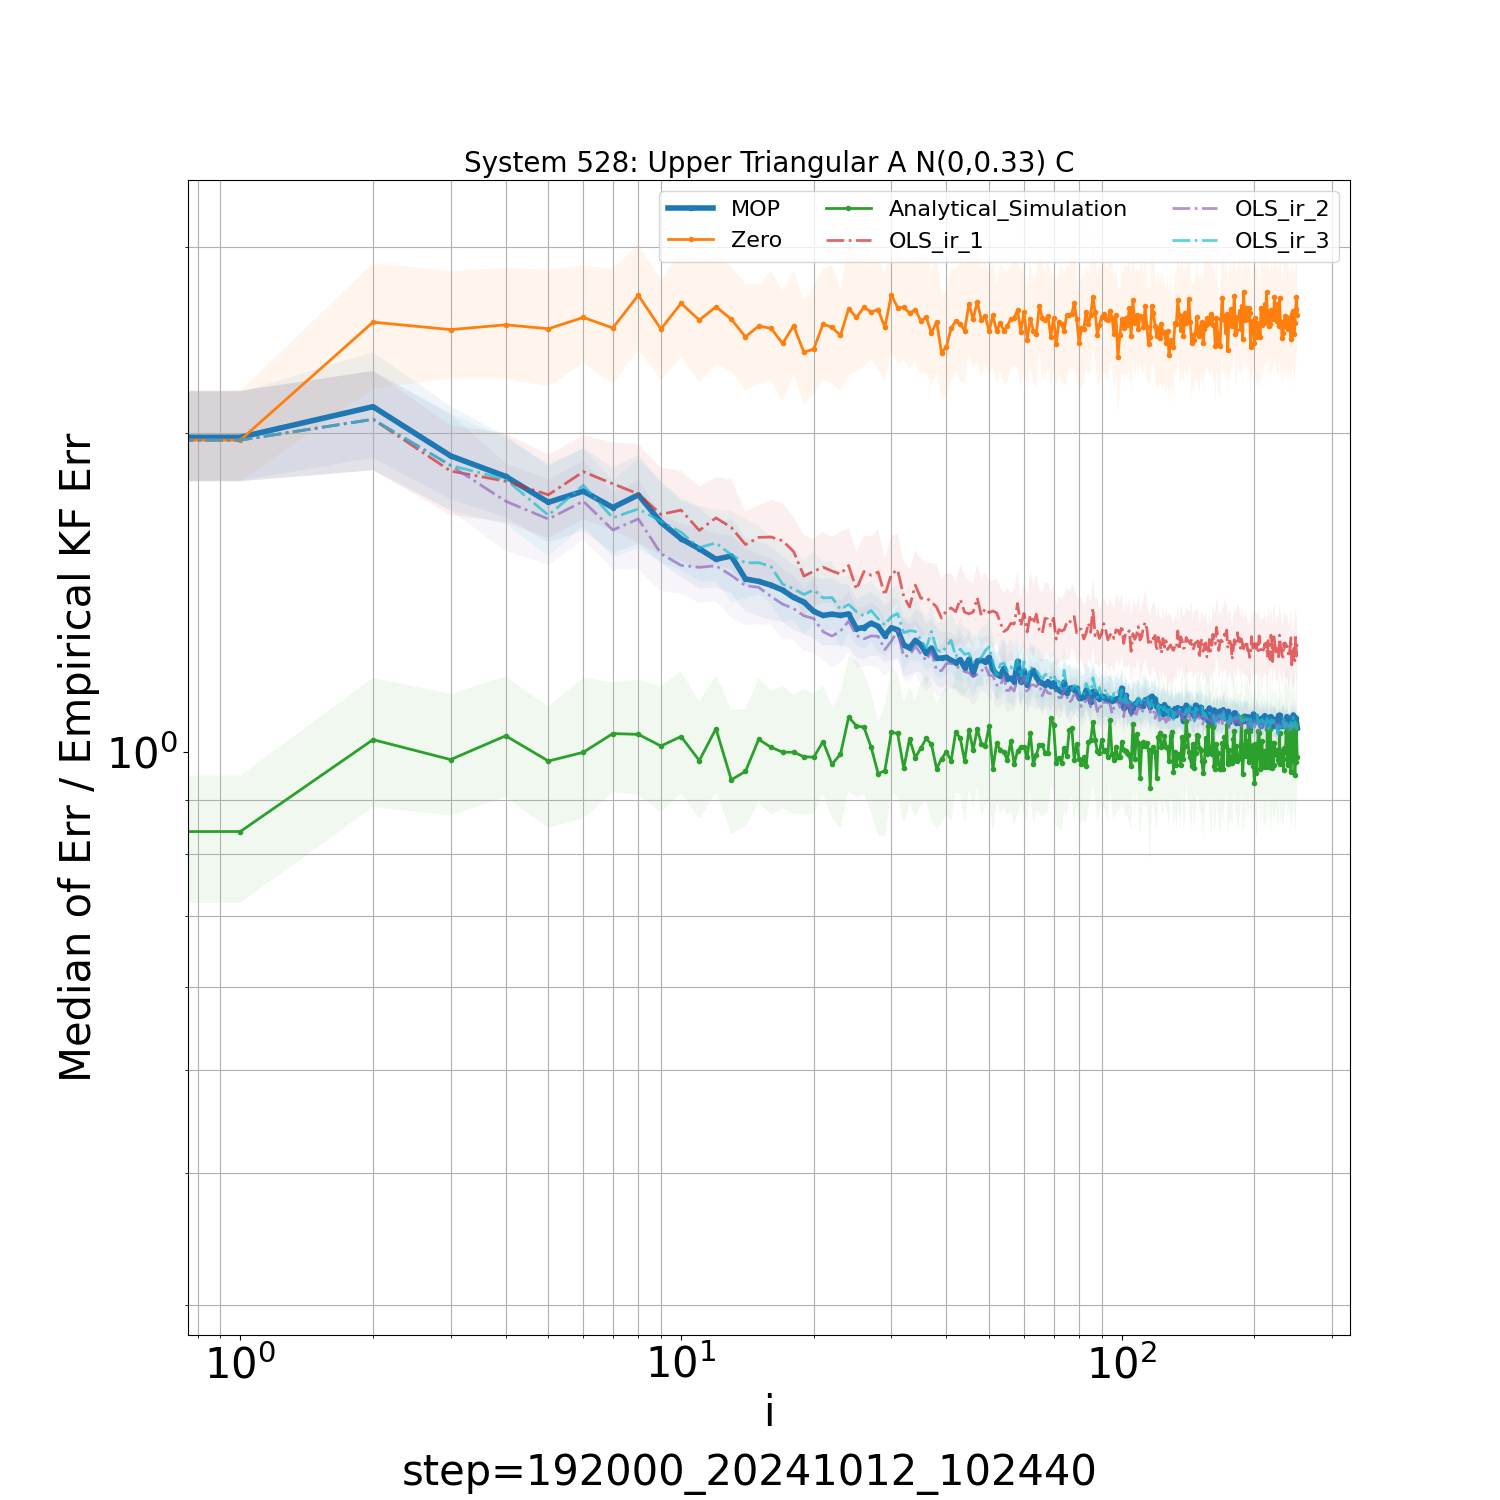 System 528: Upper Triangular A N(0,0.33) C
MOP
Zero
Analytical_Simulation
OLS_ir_1
OLS_ir_2
OLS_ir_3
Median of Err / Empirical KF Err
10⁰
10⁰ 10¹ 10²
i
step=192000_20241012_102440